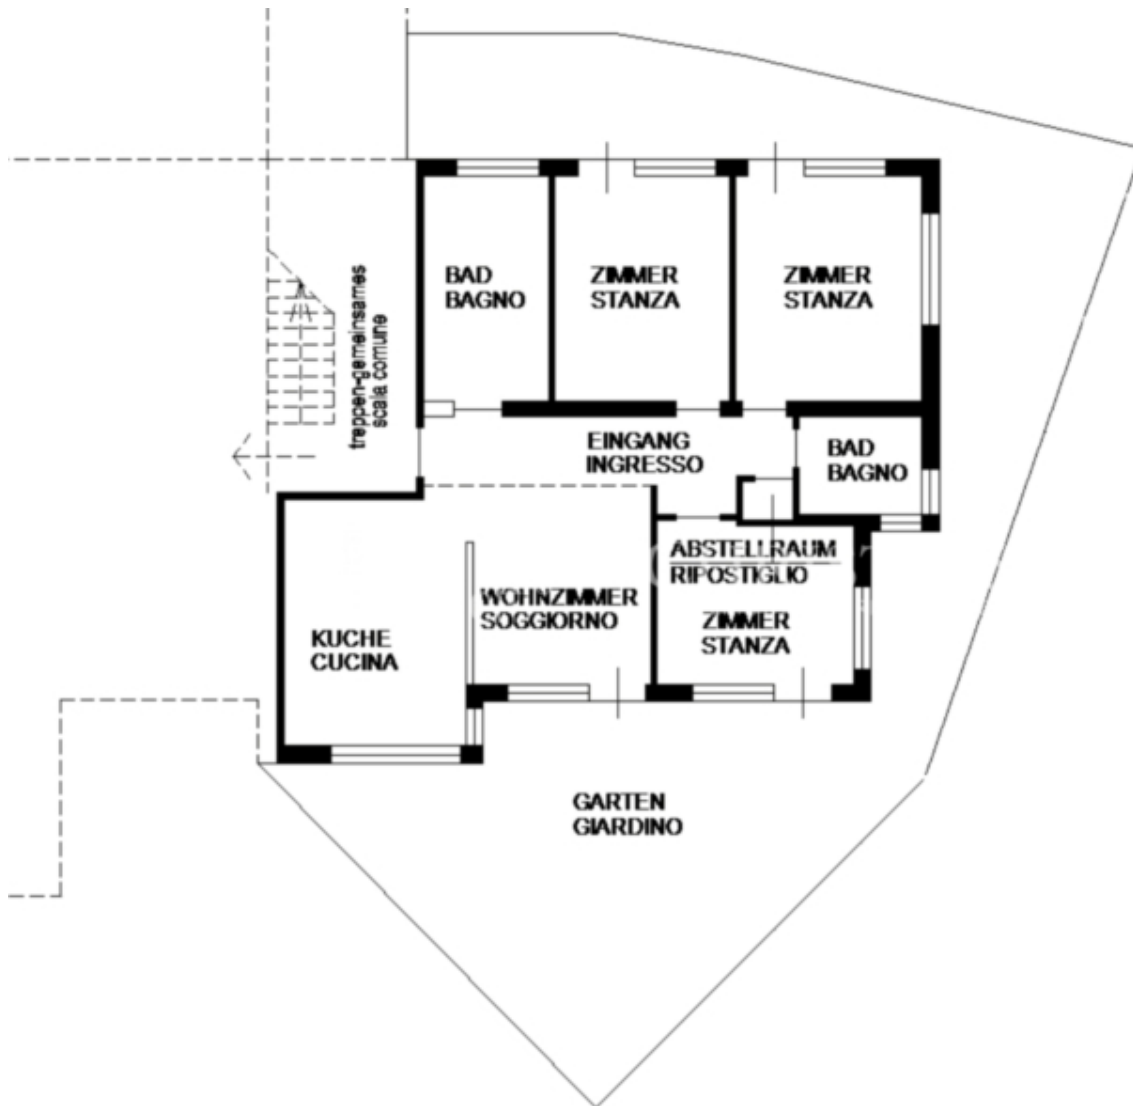 BAD
BAGNO
ZIMMER
STANZA
ZIMMER
STANZA
treppen-gemeinsames
scala comune
EINGANG
INGRESSO
BAD
BAGNO
ABSTELLRAUM
RIPOSTIGLIO
WOHNZIMMER
SOGGIORNO
ZIMMER
STANZA
KUCHE
CUCINA
GARTEN
GIARDINO